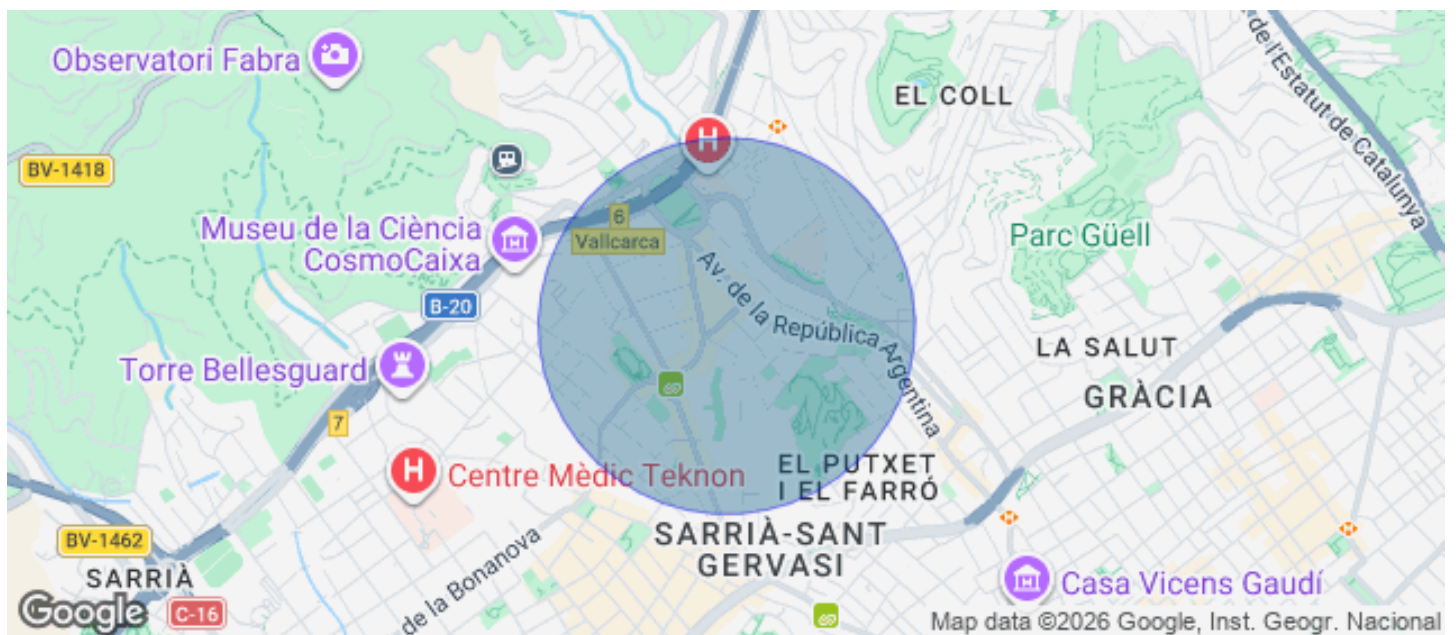 Observatori Fabra
EL COLL
de l'Estatut de Catalunya
H
BV-1418
6
Vallcarca
Museu de la Ciència
CosmoCaixa
Parc Güell
Av. de la República Argentina
B-20
LA SALUT
Torre Bellesguard
GRÀCIA
7
H
Centre Mèdic Teknon
EL PUTXET
I EL FARRÓ
SARRIÀ-SANT
GERVASI
BV-1462
SARRIÀ
de la Bonanova
Casa Vicens Gaudí
Google
C-16
Map data ©2026 Google, Inst. Geogr. Nacional